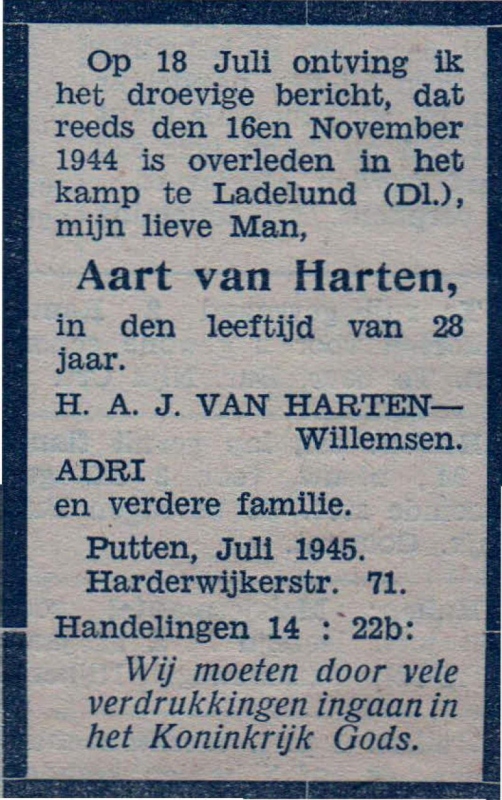 Op 18 Juli ontving ik
het droevige bericht, dat
reeds den 16en November
1944 is overleden in het
kamp te Ladelund (Dl.),
mijn lieve Man,
Aart van Harten,
in den leeftijd van 28
jaar.
H. A. J. VAN HARTEN—
Willemsen.
ADRI
en verdere familie.
Putten, Juli 1945.
Harderwijkerstr. 71.
Handelingen 14 : 22b:
Wij moeten door vele
verdrukkingen ingaan in
het Koninkrijk Gods.